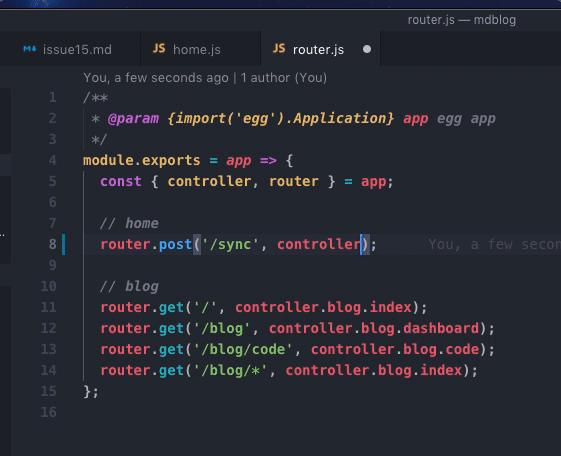 router.js — mdblog
issue15.md
JS home.js
JS router.js
You, a few seconds ago | 1 author (You)
1 /**
2  * @param {import('egg').Application} app egg app
3  */
4 module.exports = app => {
5   const { controller, router } = app;
6
7   // home
8   router.post('/sync', controller); You, a few secon
9
10   // blog
11   router.get('/', controller.blog.index);
12   router.get('/blog', controller.blog.dashboard);
13   router.get('/blog/code', controller.blog.code);
14   router.get('/blog/*', controller.blog.index);
15 };
16